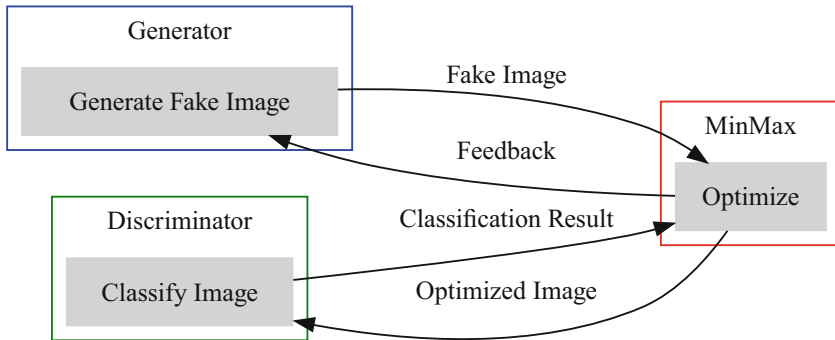 Generator
Generate Fake Image
Fake Image
MinMax
Feedback
Optimize
Discriminator
Classification Result
Classify Image
Optimized Image